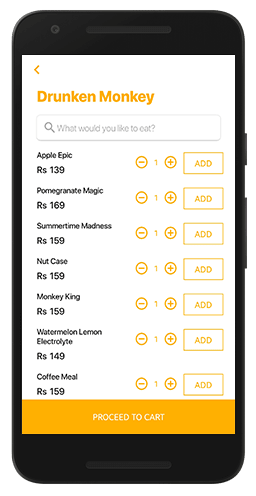 Drunken Monkey
What would you like to eat?
Apple Epic
Rs 139
1
ADD
Pomegranate Magic
Rs 169
1
ADD
Summertime Madness
Rs 159
1
ADD
Nut Case
Rs 159
1
ADD
Monkey King
Rs 159
1
ADD
Watermelon Lemon
Electrolyte
Rs 149
1
ADD
Coffee Meal
Rs 159
1
ADD
PROCEED TO CART